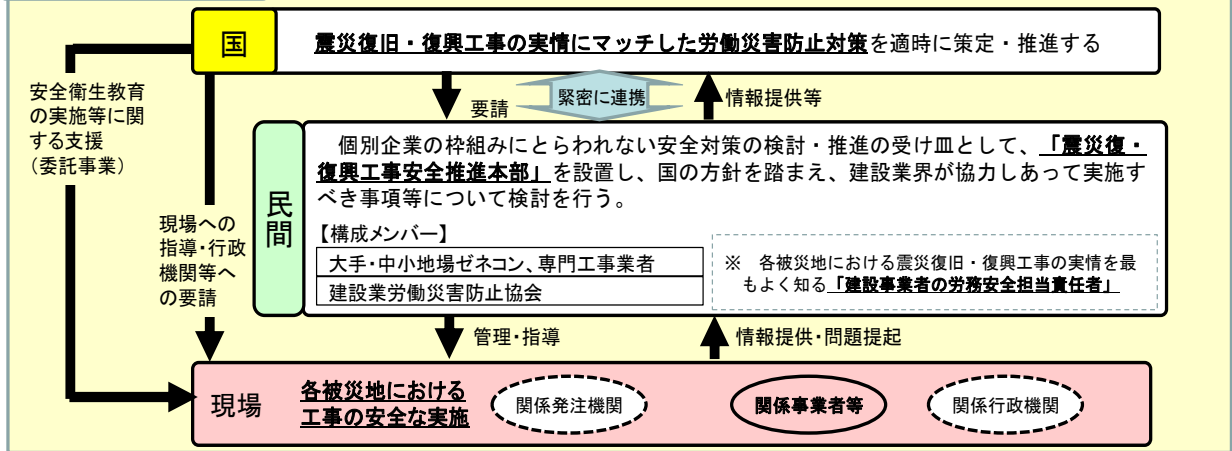 国
震災復旧・復興工事の実情にマッチした労働災害防止対策を適時に策定・推進する
安全衛生教育
の実施等に関
する支援
（委託事業）
要請
緊密に連携
情報提供等
現場への
指導・行政
機関等へ
の要請
民間
個別企業の枠組みにとらわれない安全対策の検討・推進の受け皿として、「震災復・
復興工事安全推進本部」を設置し、国の方針を踏まえ、建設業界が協力しあって実施す
べき事項等について検討を行う。
【構成メンバー】
大手・中小地場ゼネコン、専門工事業者
建設業労働災害防止協会
※　各被災地における震災復旧・復興工事の実情を最
もよく知る「建設事業者の労務安全担当責任者」
管理・指導
情報提供・問題提起
現場
各被災地における
工事の安全な実施
関係発注機関
関係事業者等
関係行政機関